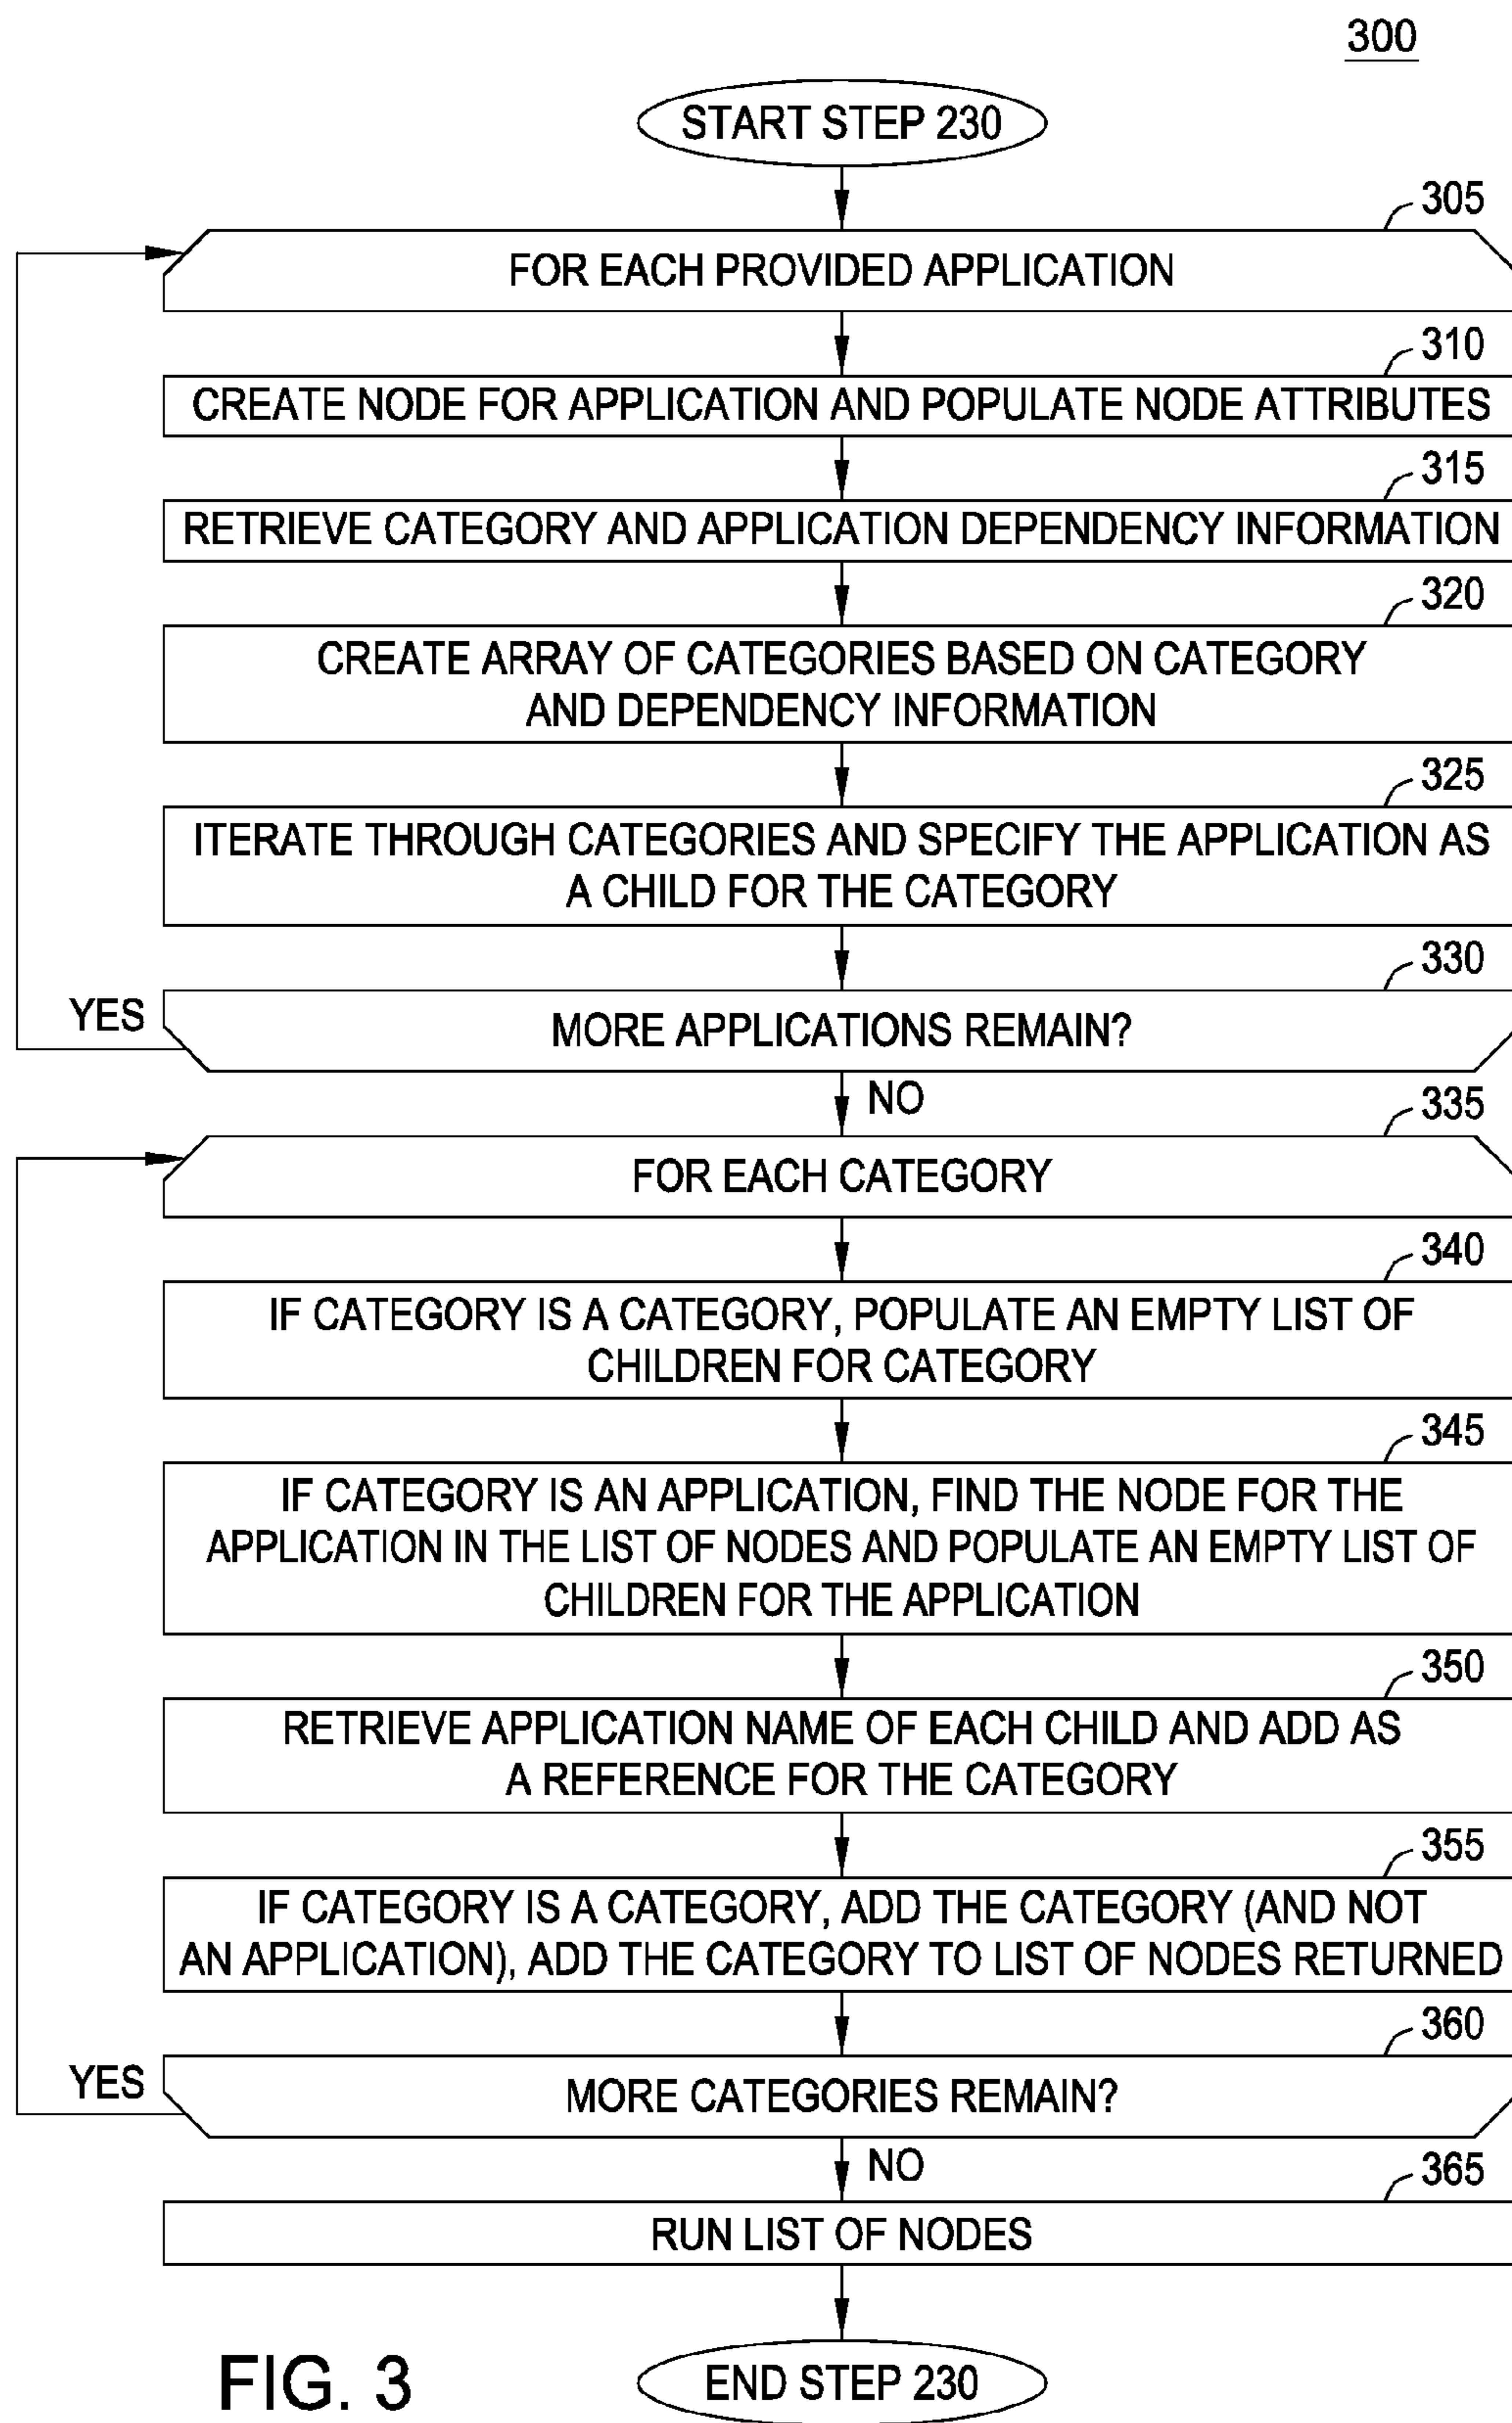 300
START STEP 230
305
FOR EACH PROVIDED APPLICATION
310
CREATE NODE FOR APPLICATION AND POPULATE NODE ATTRIBUTES
315
RETRIEVE CATEGORY AND APPLICATION DEPENDENCY INFORMATION
320
CREATE ARRAY OF CATEGORIES BASED ON CATEGORY
AND DEPENDENCY INFORMATION
325
ITERATE THROUGH CATEGORIES AND SPECIFY THE APPLICATION AS
A CHILD FOR THE CATEGORY
330
YES
MORE APPLICATIONS REMAIN?
NO
335
FOR EACH CATEGORY
340
IF CATEGORY IS A CATEGORY, POPULATE AN EMPTY LIST OF
CHILDREN FOR CATEGORY
345
IF CATEGORY IS AN APPLICATION, FIND THE NODE FOR THE
APPLICATION IN THE LIST OF NODES AND POPULATE AN EMPTY LIST OF
CHILDREN FOR THE APPLICATION
350
RETRIEVE APPLICATION NAME OF EACH CHILD AND ADD AS
A REFERENCE FOR THE CATEGORY
355
IF CATEGORY IS A CATEGORY, ADD THE CATEGORY (AND NOT
AN APPLICATION), ADD THE CATEGORY TO LIST OF NODES RETURNED
360
YES
MORE CATEGORIES REMAIN?
NO
365
RUN LIST OF NODES
END STEP 230
FIG. 3